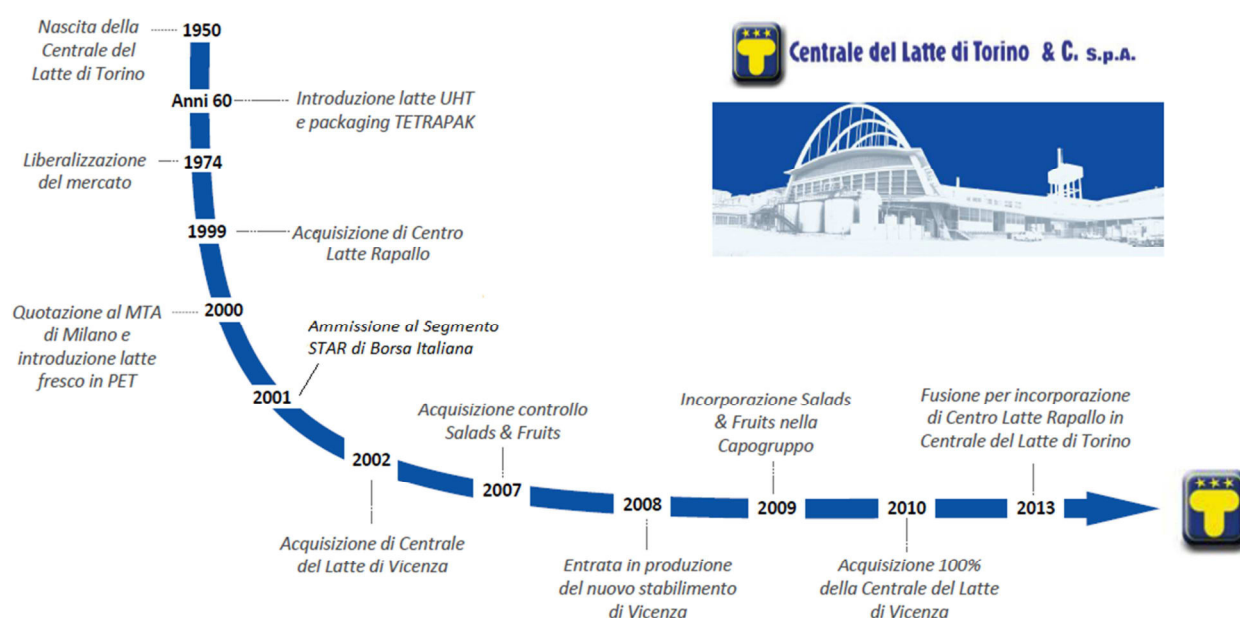 Nascita della
Centrale del
Latte di Torino
1950
Centrale del Latte di Torino & C. S.p.A.
Anni 60
Introduzione latte UHT
e packaging TETRAPAK
Liberalizzazione
del mercato
1974
1999
Acquisizione di Centro
Latte Rapallo
Quotazione al MTA
di Milano e
introduzione latte
fresco in PET
2000
Ammissione al Segmento
STAR di Borsa Italiana
2001
2002
Acquisizione di Centrale
del Latte di Vicenza
Acquisizione controllo
Salads & Fruits
2007
2008
Entrata in produzione
del nuovo stabilimento
di Vicenza
Incorporazione Salads
& Fruits nella
Capogruppo
2009
2010
Acquisizione 100%
della Centrale del Latte
di Vicenza
Fusione per incorporazione
di Centro Latte Rapallo in
Centrale del Latte di Torino
2013